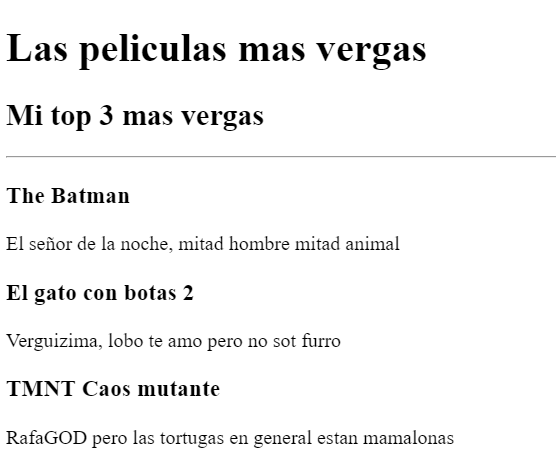 Las peliculas mas vergas
Mi top 3 mas vergas
The Batman
El señor de la noche, mitad hombre mitad animal
El gato con botas 2
Verguizima, lobo te amo pero no sot furro
TMNT Caos mutante
RafaGOD pero las tortugas en general estan mamalonas